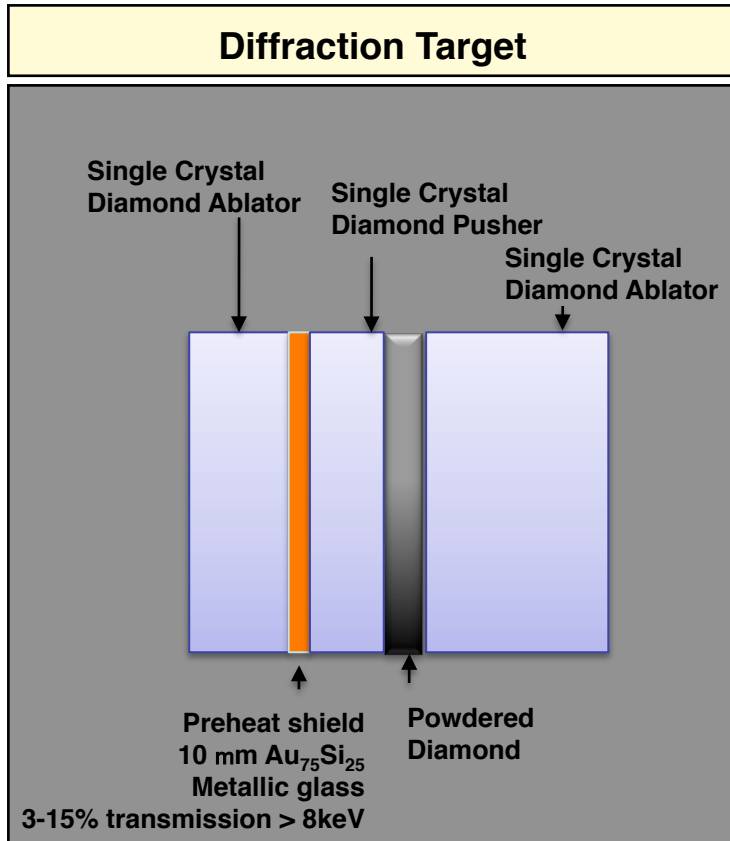 Diffraction Target
Single Crystal
Diamond Ablator
Single Crystal
Diamond Pusher
Single Crystal
Diamond Ablator
Preheat shield
10 mm Au₇₅Si₂₅
Metallic glass
3-15% transmission > 8keV
Powdered
Diamond